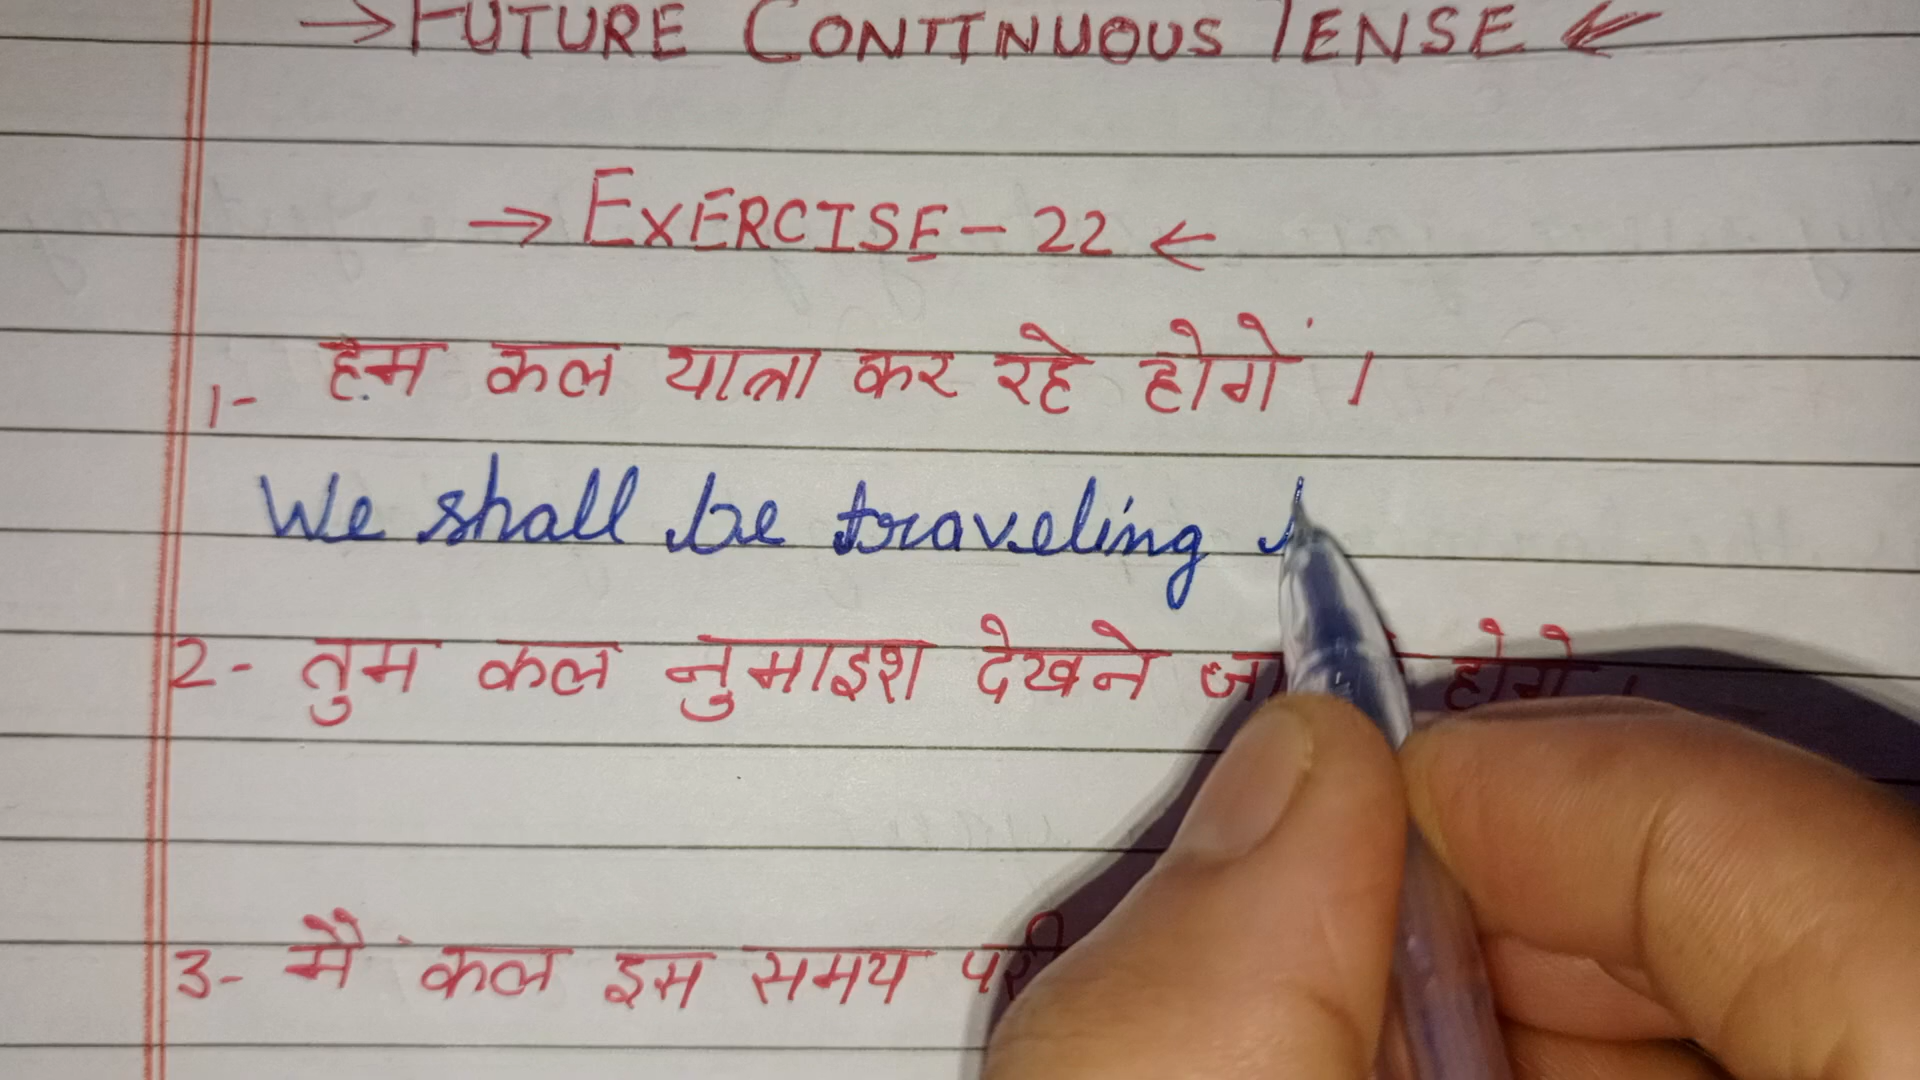 → FUTURE CONTINUOUS TENSE ←
→ EXERCISE - 22 ←
1- हम कल यात्रा कर रहे होगें ।
We shall be traveling
2- तुम कल नुमाइश देखने होगे ।
3- मै कल इस समय